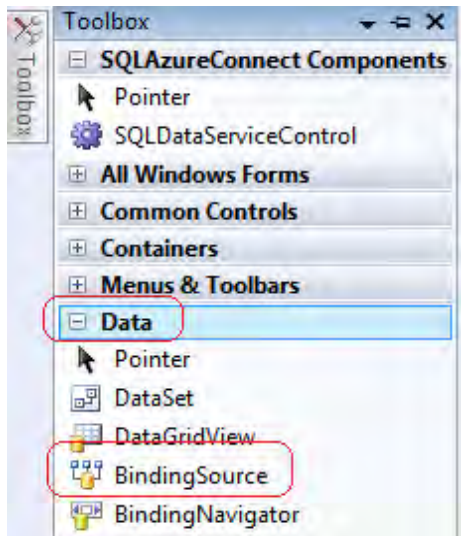 Toolbox
Toolbox
SQLAzureConnect Components
Pointer
SQLDataServiceControl
All Windows Forms
Common Controls
Containers
Menus & Toolbars
Data
Pointer
DataSet
DataGridView
BindingSource
BindingNavigator